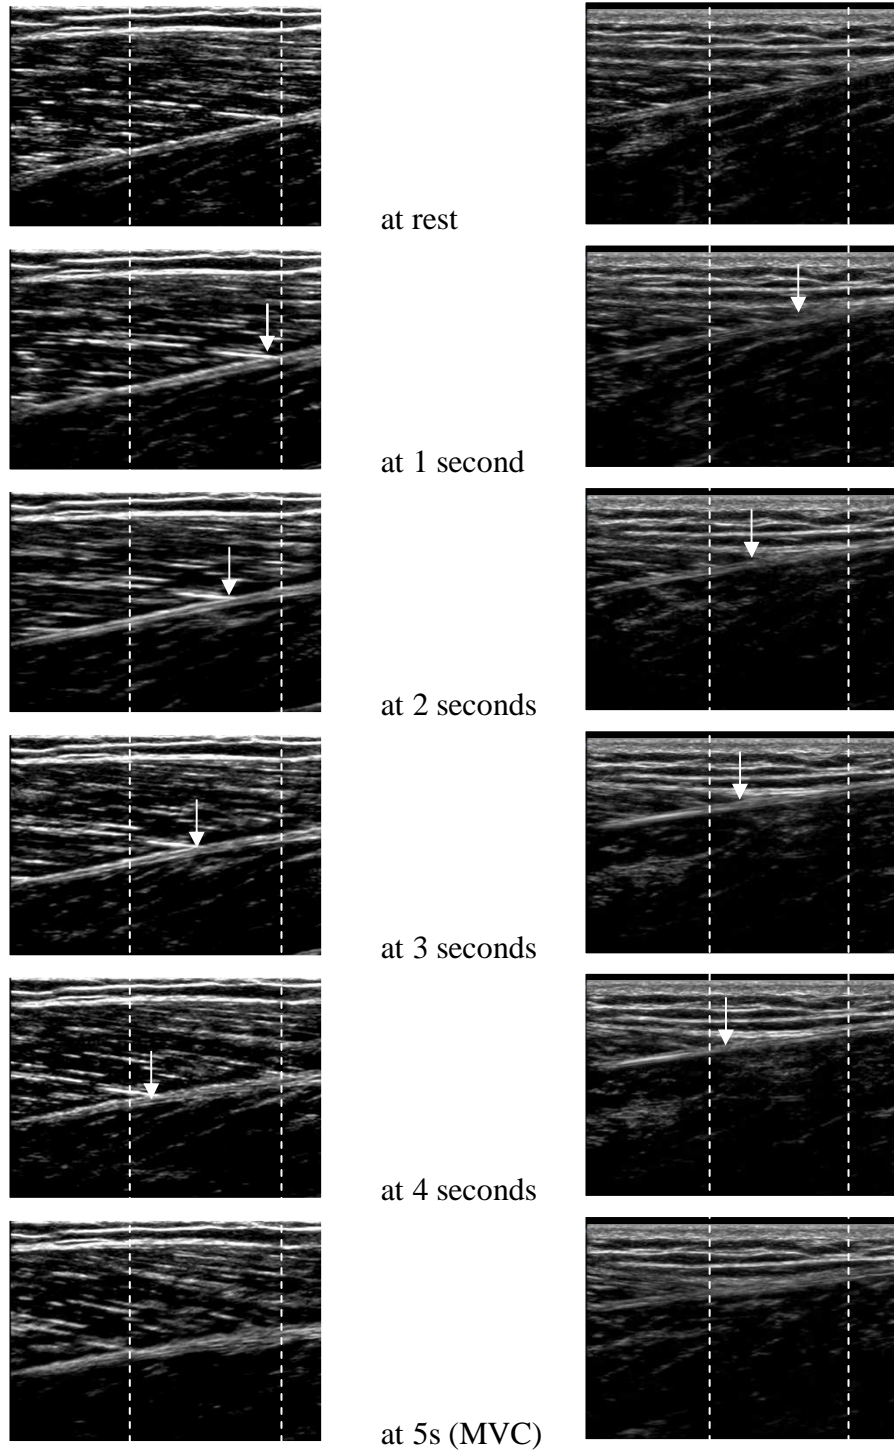 at rest
at 1 second
at 2 seconds
at 3 seconds
at 4 seconds
at 5s (MVC)